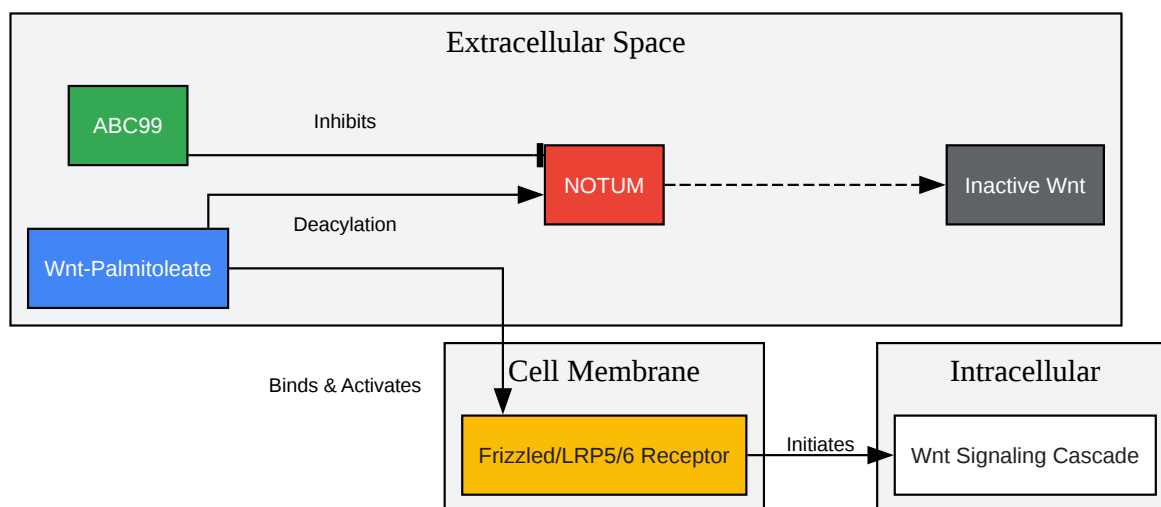 Extracellular Space
ABC99
Inhibits
NOTUM
Inactive Wnt
Deacylation
Wnt-Palmitoleate
Binds & Activates
Cell Membrane
Intracellular
Frizzled/LRP5/6 Receptor
Initiates
Wnt Signaling Cascade